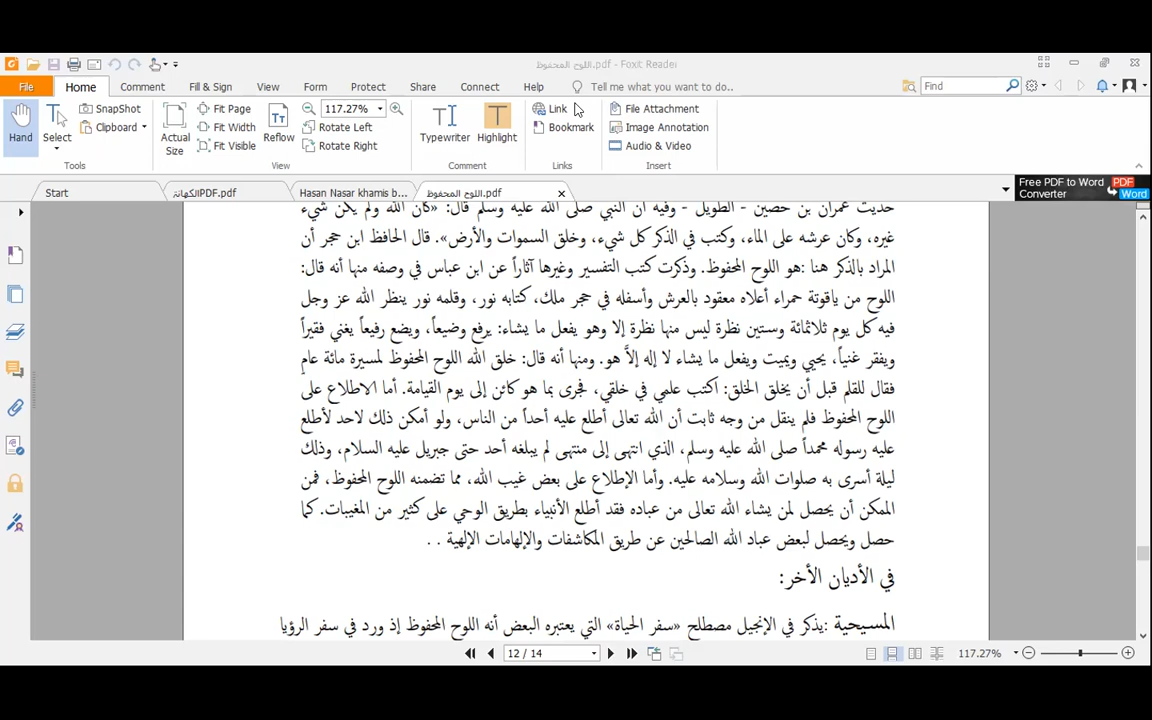 اللوح المحفوظ.pdf - Foxit Reader
File Home Comment Fill & Sign View Form Protect Share Connect Help Tell me what you want to do.. Find
Hand
Select
SnapShot
Clipboard
Tools
Actual Size
Fit Page
Fit Width
Fit Visible
Reflow
117.27%
Rotate Left
Rotate Right
View
Typewriter
Highlight
Comment
Link
Bookmark
Links
File Attachment
Image Annotation
Audio & Video
Insert
Start
الكهانتPDF.pdf
Hasan Nasar khamis b...
اللوح المحفوظ.pdf
Free PDF to Word Converter
PDF
Word
حديث عمران بن حصين - الطويل - وفيه أن النبي صلى الله عليه وسلم قال: «كان الله ولم يكن شيء
غيره، وكان عرشه على الماء، وكتب في الذكر كل شيء، وخلق السموات والأرض». قال الحافظ ابن حجر أن
المراد بالذكر هنا :هو اللوح المحفوظ. وذكرت كتب التفسير وغيرها آثاراً عن ابن عباس في وصفه منها أنه قال:
اللوح من ياقوتة حمراء أعلاه معقود بالعرش وأسفله في حجر ملك، كتابه نور، وقلمه نور ينظر الله عز وجل
فيه كل يوم ثلاثمائة وستين نظرة ليس منها نظرة إلا وهو يفعل ما يشاء: يرفع وضيعاً، ويضع رفيعاً يغني فقيراً
ويفقر غنياً، يحيي ويميت ويفعل ما يشاء لا إله إلاَّ هو. ومنها أنه قال: خلق الله اللوح المحفوظ لمسيرة مائة عامٍ
فقال للقلم قبل أن يخلق الخلق: اكتب علمي في خلقي، فجرى بما هو كائن إلى يوم القيامة. أما الاطلاع على
اللوح المحفوظ فلم ينقل من وجه ثابت أن الله تعالى أطلع عليه أحداً من الناس، ولو أمكن ذلك لاحد لأطلع
عليه رسوله محمداً صلى الله عليه وسلم، الذي انتهى إلى منتهى لم يبلغه أحد حتى جبريل عليه السلام، وذلك
ليلة أسرى به صلوات الله وسلامه عليه. وأما الإطلاع على بعض غيب الله، مما تضمنه اللوح المحفوظ، فمن
الممكن أن يحصل لمن يشاء الله تعالى من عباده فقد أطلع الأنبياء بطريق الوحي على كثير من المغيبات. كما
حصل ويحصل لبعض عباد الله الصالحين عن طريق المكاشفات والإلهامات الإلهية . .
في الأديان الأخر:
المسيحية :يذكر في الإنجيل مصطلح «سفر الحياة» التي يعتبره البعض أنه اللوح المحفوظ إذ ورد في سفر الرؤيا
12 / 14
117.27%